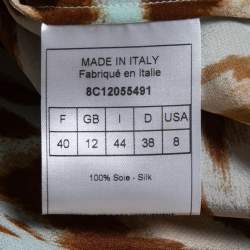 MADE IN ITALY
Fabriqué en Italie
8C12055491
F GB I D USA
40 12 44 38 8
100% Soie - Silk